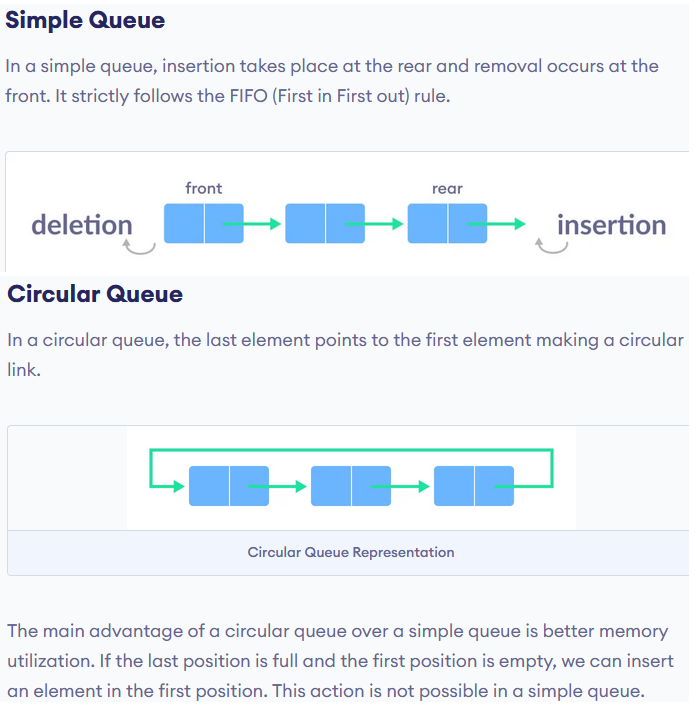 Simple Queue
In a simple queue, insertion takes place at the rear and removal occurs at the
front. It strictly follows the FIFO (First in First out) rule.
front
rear
deletion
insertion
Circular Queue
In a circular queue, the last element points to the first element making a circular
link.
Circular Queue Representation
The main advantage of a circular queue over a simple queue is better memory
utilization. If the last position is full and the first position is empty, we can insert
an element in the first position. This action is not possible in a simple queue.